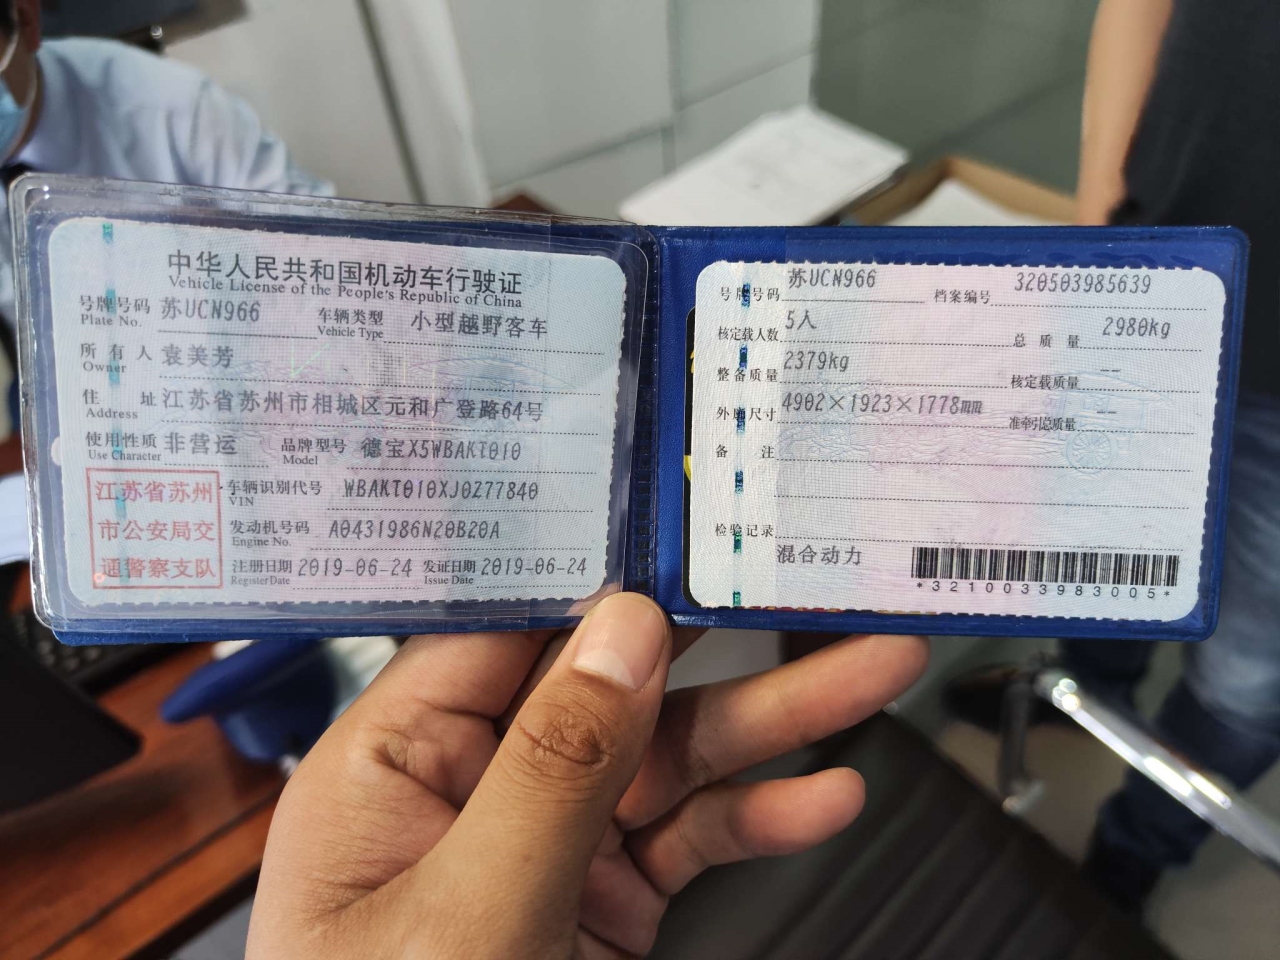 中华人民共和国机动车行驶证
Vehicle License of the People's Republic of China
号牌号码 苏UCN966 车辆类型 小型越野客车
Plate No. Vehicle Type
所有人 袁美芳
Owner
住址 江苏省苏州市相城区元和广登路64号
Address
使用性质 非营运 品牌型号 德宝X5WBAKT010
Use Character Model
江苏省苏州
市公安局交
通警察支队
车辆识别代号 WBAKT010XJ0Z77840
VIN
发动机号码 A0431986N20B20A
Engine No.
注册日期 2019-06-24 发证日期 2019-06-24
Register Date Issue Date
号牌号码 苏UCN966 档案编号 320503985639
核定载人数 5人 总质量 2980kg
整备质量 2379kg 核定载质量 --
外廓尺寸 4902×1923×1778mm 准牵引总质量 --
备注
检验记录
混合动力
*3210033983005*